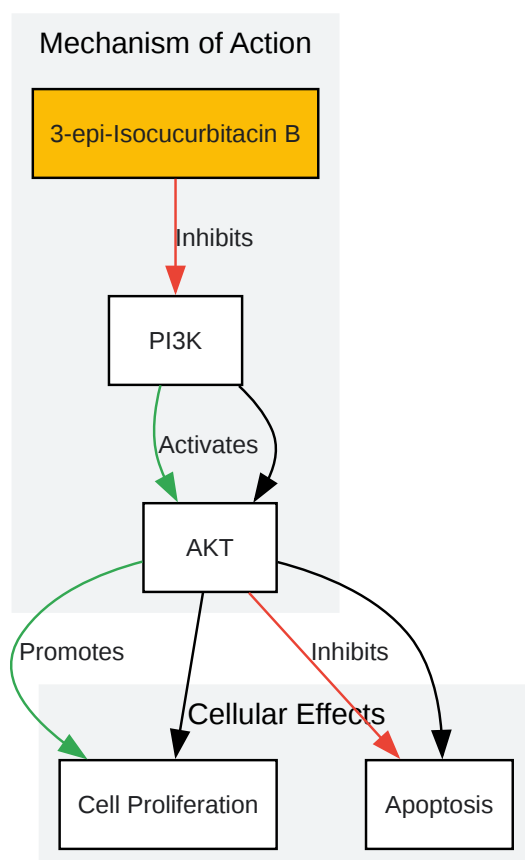 Mechanism of Action
3-epi-Isocucurbitacin B
Inhibits
PI3K
Activates
AKT
Promotes
Inhibits
Cellular Effects
Cell Proliferation
Apoptosis